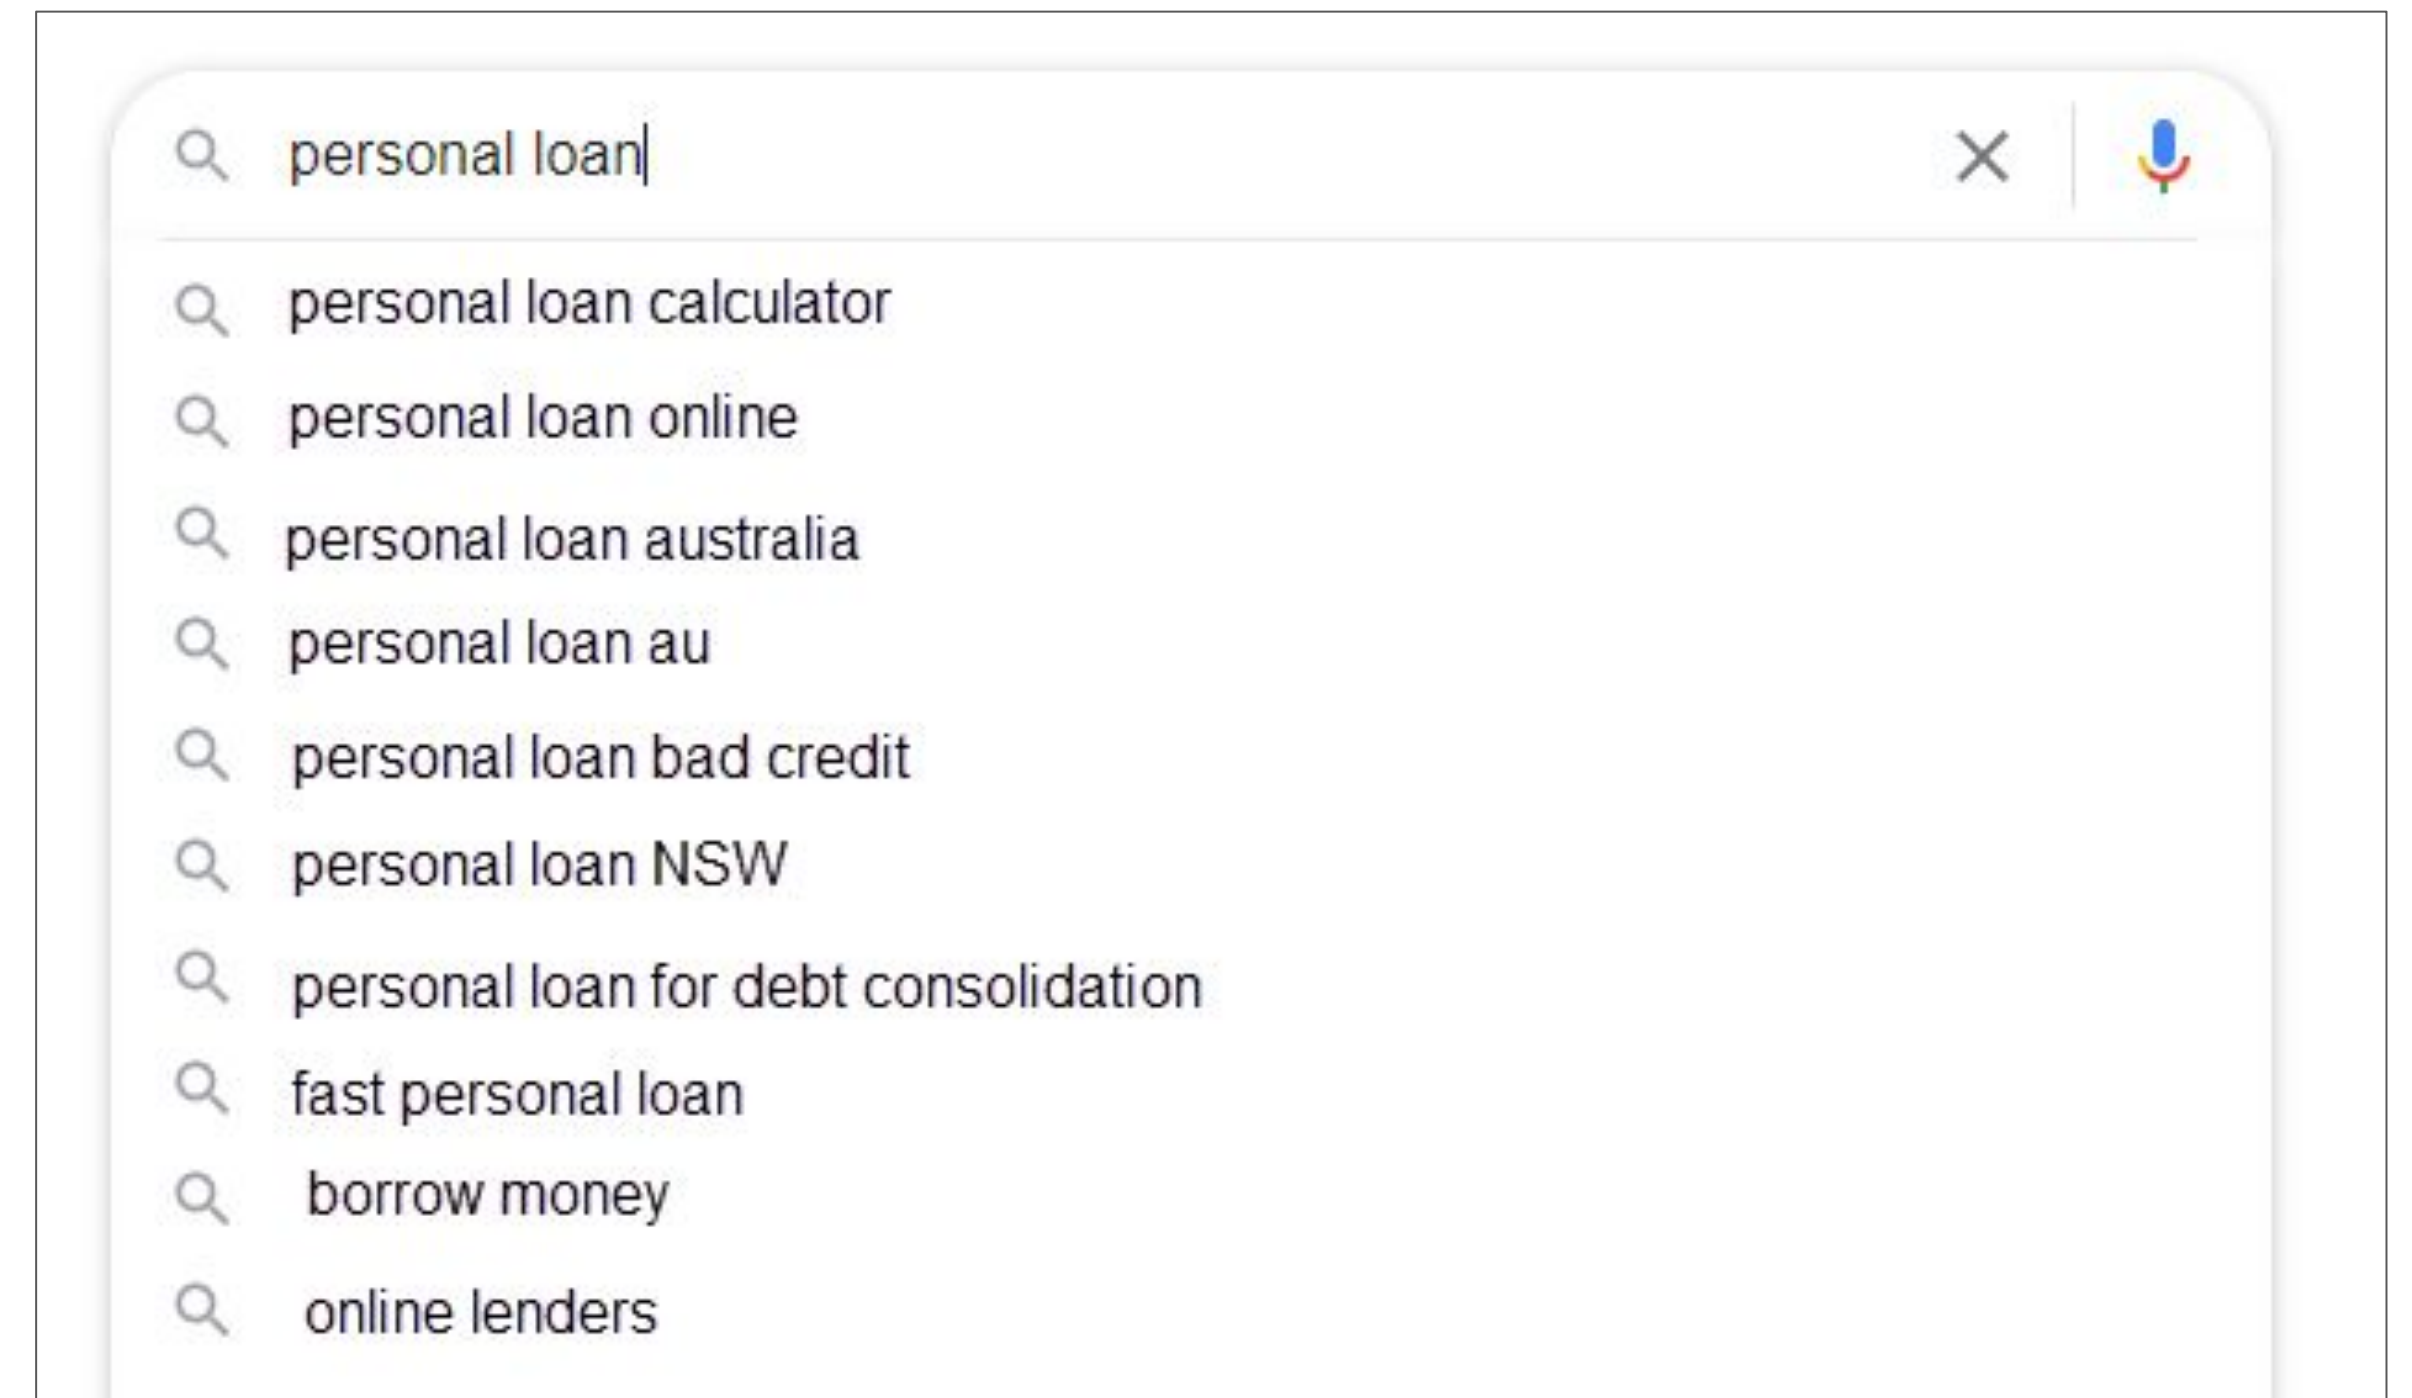 personal loan
personal loan calculator
personal loan online
personal loan australia
personal loan au
personal loan bad credit
personal loan NSW
personal loan for debt consolidation
fast personal loan
borrow money
online lenders